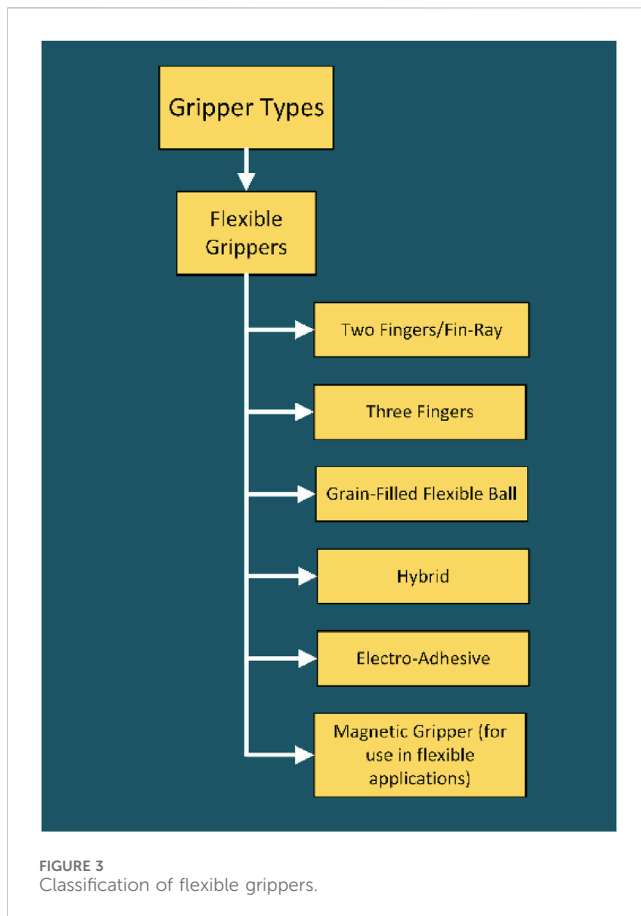 Gripper Types
Flexible
Grippers
Two Fingers/Fin-Ray
Three Fingers
Grain-Filled Flexible Ball
Hybrid
Electro-Adhesive
Magnetic Gripper (for
use in flexible
applications)
FIGURE 3
Classification of flexible grippers.